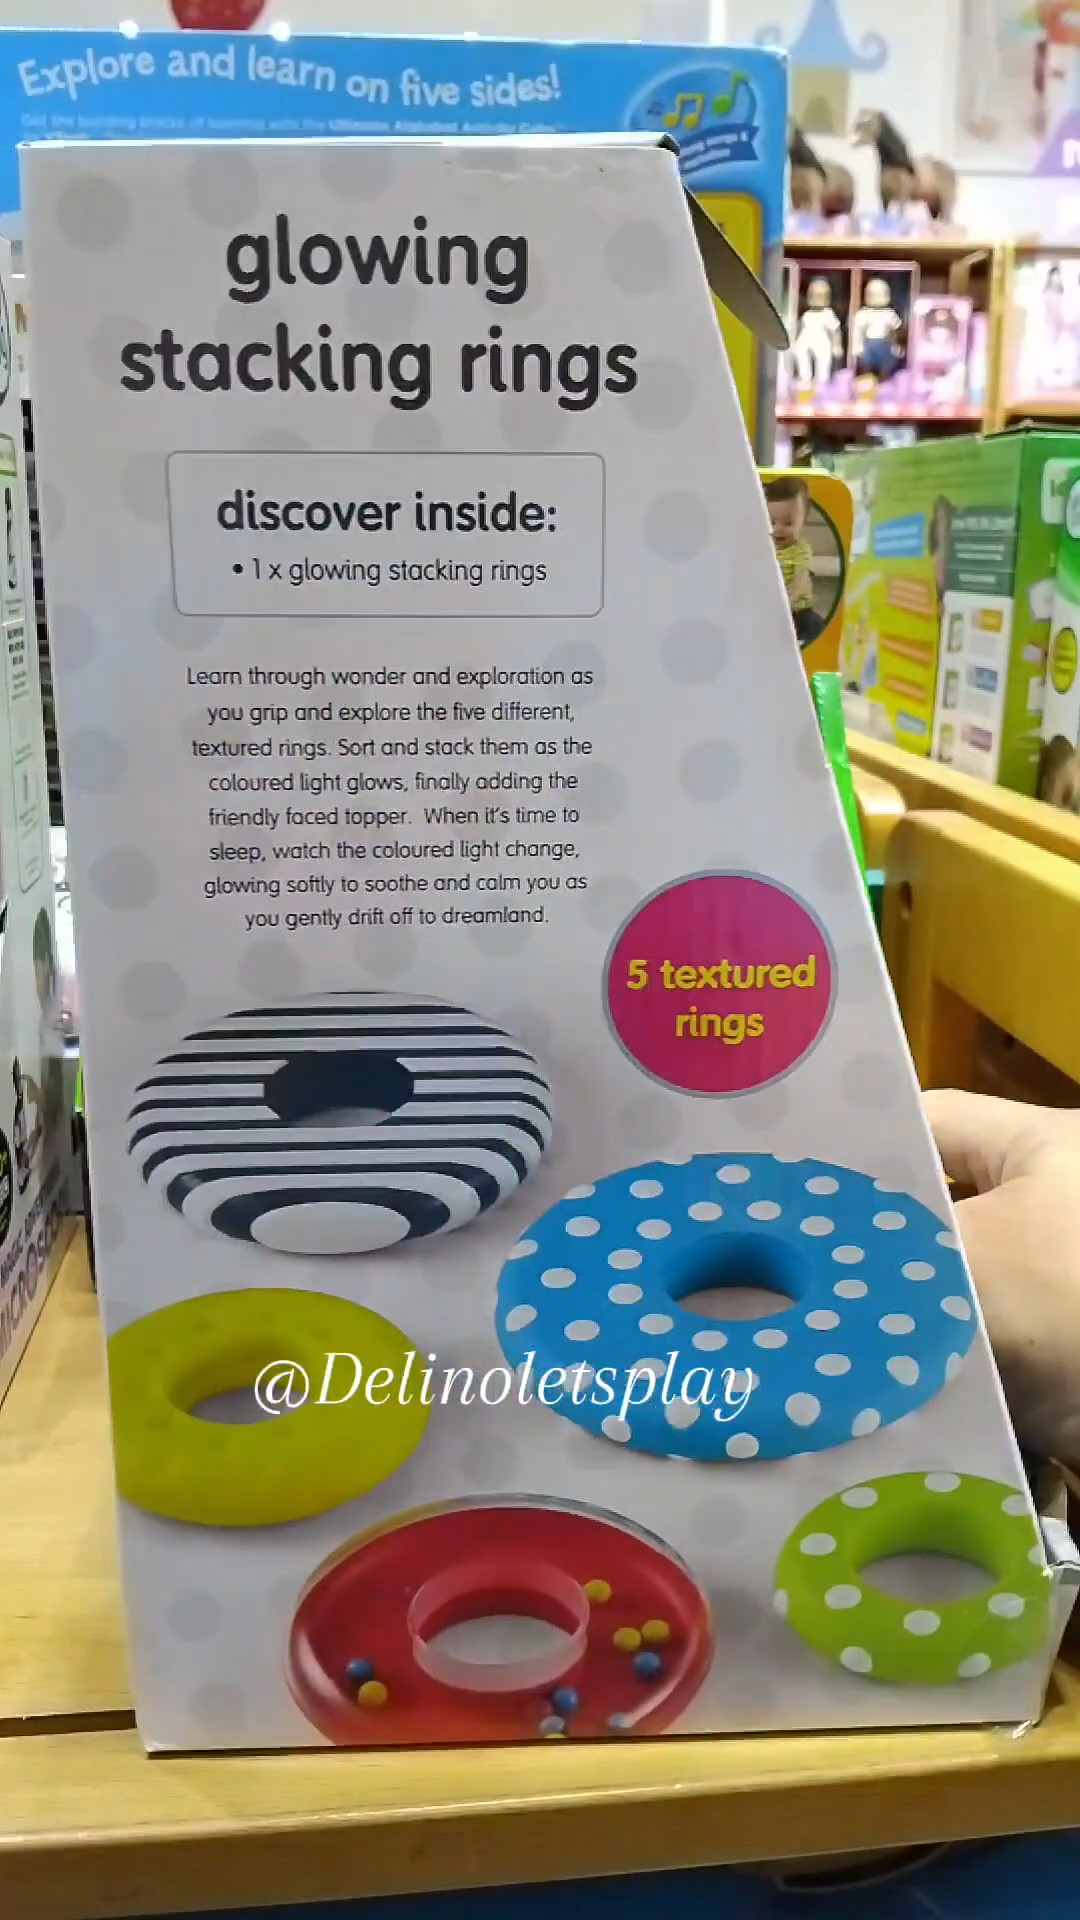 Explore and learn on five sides!
glowing
stacking rings
discover inside:
• 1 x glowing stacking rings
Learn through wonder and exploration as
you grip and explore the five different,
textured rings. Sort and stack them as the
coloured light glows, finally adding the
friendly faced topper. When it's time to
sleep, watch the coloured light change,
glowing softly to soothe and calm you as
you gently drift off to dreamland.
5 textured
rings
@Delinoletsplay